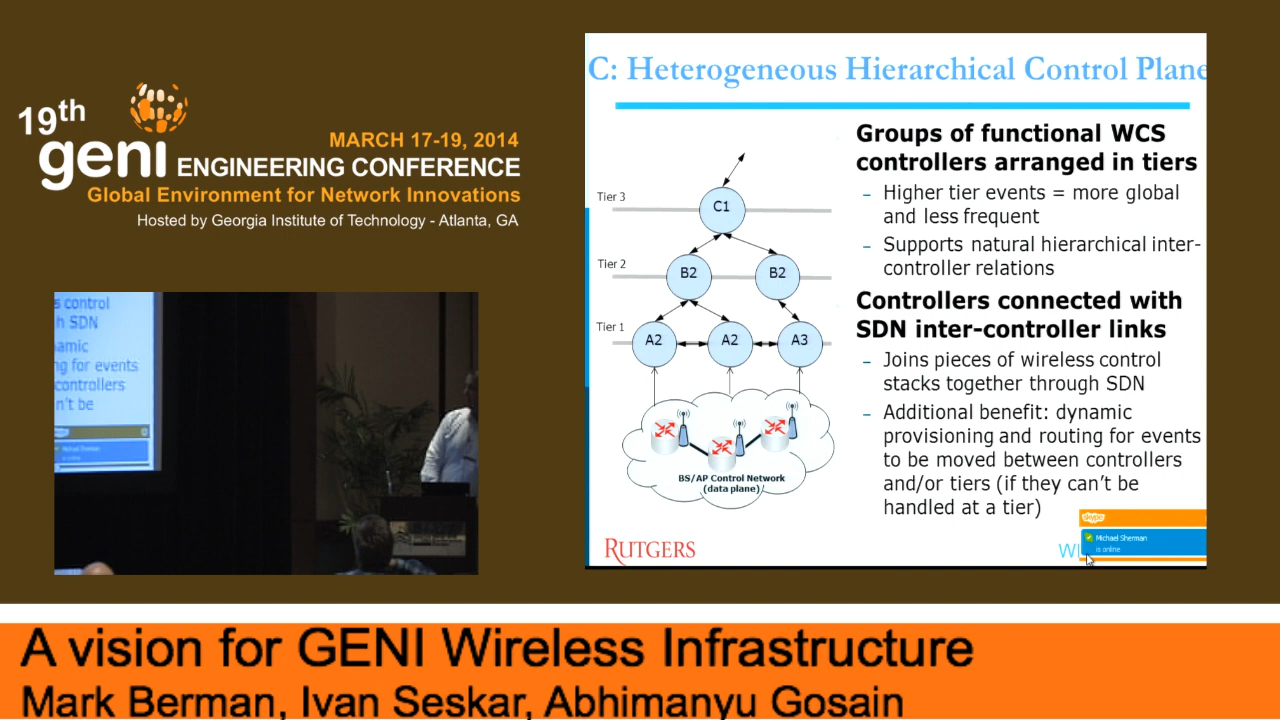 19th
geni ENGINEERING CONFERENCE
MARCH 17-19, 2014
Global Environment for Network Innovations
Hosted by Georgia Institute of Technology - Atlanta, GA
s control
h SDN
amic
ng for events
controllers
n't be
Michael Sherman
C: Heterogeneous Hierarchical Control Plane
Tier 3
C1
Tier 2
B2
B2
Tier 1
A2
A2
A3
BS/AP Control Network
(data plane)
Groups of functional WCS
controllers arranged in tiers
– Higher tier events = more global
and less frequent
– Supports natural hierarchical inter-
controller relations
Controllers connected with
SDN inter-controller links
– Joins pieces of wireless control
stacks together through SDN
– Additional benefit: dynamic
provisioning and routing for events
to be moved between controllers
and/or tiers (if they can't be
handled at a tier)
RUTGERS
WI
skype
Michael Sherman
is online
A vision for GENI Wireless Infrastructure
Mark Berman, Ivan Seskar, Abhimanyu Gosain